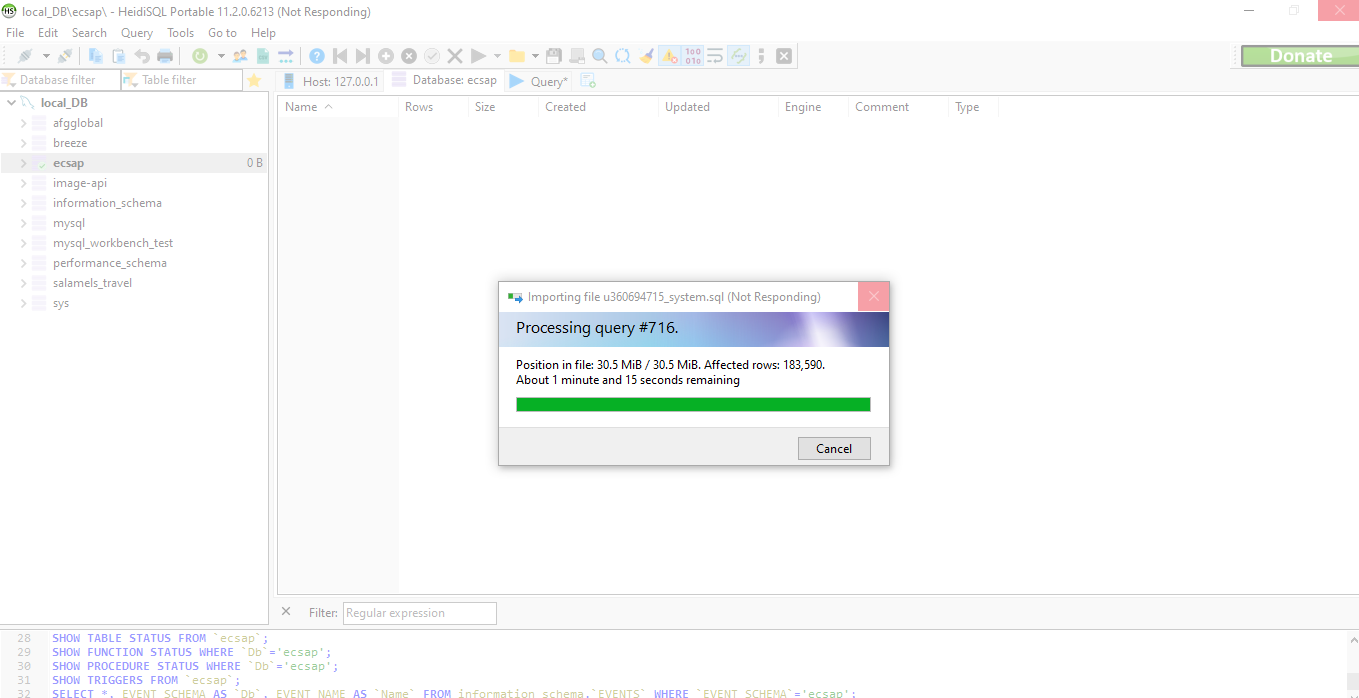 local_DB\ecsap\ - HeidiSQL Portable 11.2.0.6213 (Not Responding)
File Edit Search Query Tools Go to Help
Donate
Database filter Table filter Host: 127.0.0.1 Database: ecsap Query*
local_DB
afgglobal
breeze
ecsap 0 B
image-api
information_schema
mysql
mysql_workbench_test
performance_schema
salamels_travel
sys
Name Rows Size Created Updated Engine Comment Type
Importing file u360694715_system.sql (Not Responding)
Processing query #716.
Position in file: 30.5 MiB / 30.5 MiB. Affected rows: 183,590.
About 1 minute and 15 seconds remaining
Cancel
Filter: Regular expression
28 SHOW TABLE STATUS FROM `ecsap`;
29 SHOW FUNCTION STATUS WHERE `Db`='ecsap';
30 SHOW PROCEDURE STATUS WHERE `Db`='ecsap';
31 SHOW TRIGGERS FROM `ecsap`;
32 SELECT *, EVENT_SCHEMA AS `Db`, EVENT_NAME AS `Name` FROM information_schema.`EVENTS` WHERE `EVENT_SCHEMA`='ecsap';